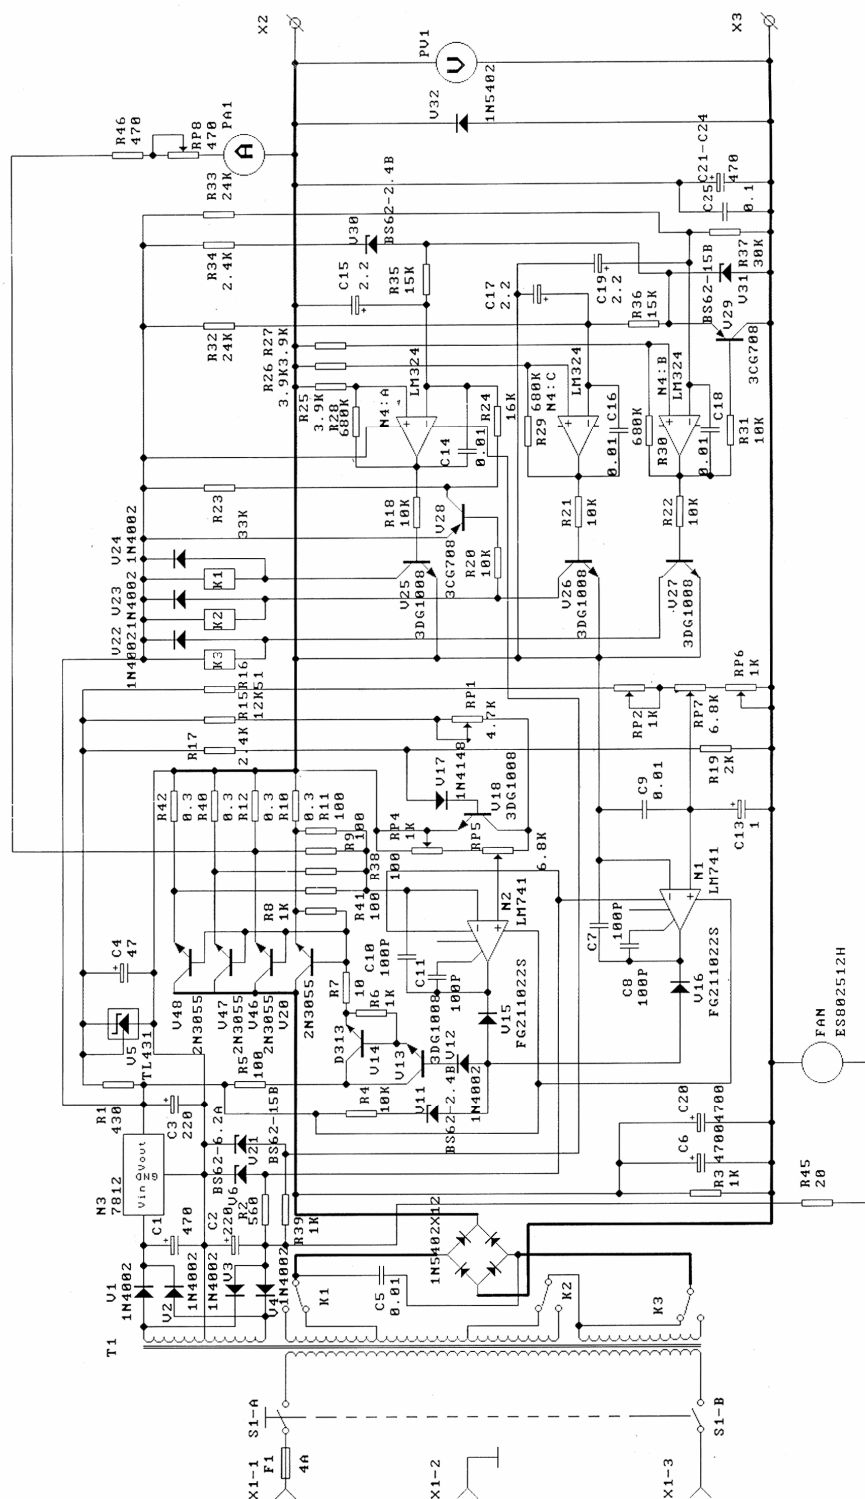 X2
X3
PV1
V
V32
1N5402
R46
470
RP8
470
PA1
A
R33
24K
C21-C24
470
C25
0.1
R34
2.4K
V30
BS62-2.4B
C15
2.2
R35
15K
C17
2.2
C19
2.2
R36
15K
BS62-15B
R37
30K
V31
V29
3CG708
R32
24K
R27
3.9K
R26
3.9K
R25
3.9K
R28
680K
N4:A
LM324
R24
16K
R29
680K
N4:C
LM324
C16
0.01
R30
680K
N4:B
LM324
C18
0.01
R31
10K
C14
0.01
R23
33K
R18
10K
V28
3CG708
R20
10K
R21
10K
R22
10K
V24
1N4002
V23
1N4002
V22
1N4002
K1
K2
K3
V25
3DG1008
V26
3DG1008
V27
3DG1008
R16
51
R15
12K
R17
2.4K
RP1
4.7K
RP2
1K
RP7
6.8K
RP6
1K
R19
2K
V17
1N4148
V18
3DG1008
C9
0.01
C13
1
R42
0.3
R40
0.3
R12
0.3
R10
0.3
R11
100
R9
100
R38
100
R41
100
RP4
1K
RP5
6.8K
R8
1K
N2
LM741
N1
LM741
C4
47
V48
2N3055
V47
2N3055
V46
2N3055
V20
2N3055
R7
10
C10
100P
C11
100P
C7
100P
C8
100P
V15
FG211022S
V16
FG211022S
V5
TL431
R6
1K
D313
V14
V13
3DG1008
V12
1N4002
R5
100
R4
10K
V11
BS62-2.4B
FAN
ES802512H
R1
430
C3
220
BS62-6.2A
V6
V21
BS62-15B
N3
7812
Vin
GND
Vout
C1
470
C2
220
R2
560
R39
1K
C20
4700
C6
4700
R3
1K
R45
20
V1
1N4002
V2
1N4002
V3
1N4002
V4
1N4002
1N5402X12
C5
0.01
K1
K2
K3
T1
S1-A
S1-B
F1
4A
X1-1
X1-2
X1-3